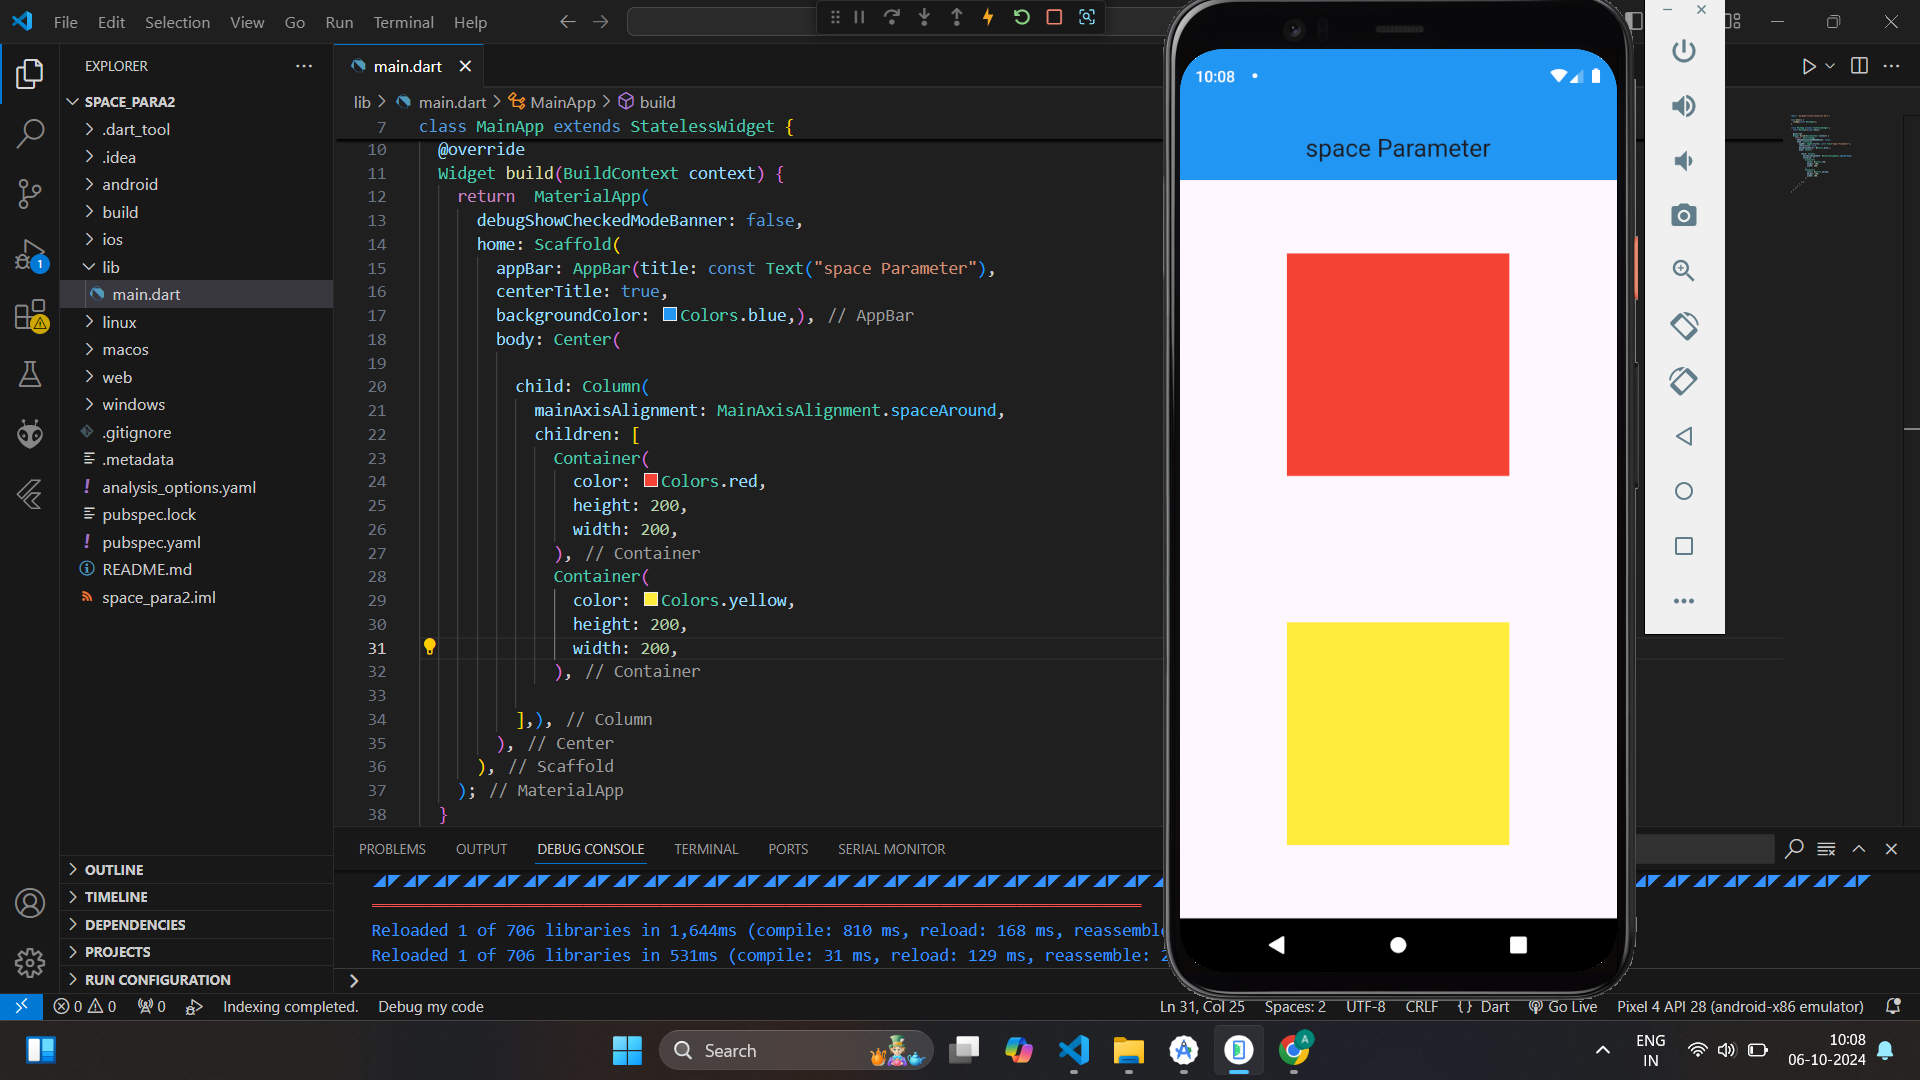 File Edit Selection View Go Run Terminal Help
EXPLORER
SPACE_PARA2
.dart_tool
.idea
android
build
ios
lib
main.dart
linux
macos
web
windows
.gitignore
.metadata
analysis_options.yaml
pubspec.lock
pubspec.yaml
README.md
space_para2.iml
OUTLINE
TIMELINE
DEPENDENCIES
PROJECTS
RUN CONFIGURATION
main.dart
lib > main.dart > MainApp > build
7 class MainApp extends StatelessWidget {
10 @override
11 Widget build(BuildContext context) {
12 return  MaterialApp(
13 debugShowCheckedModeBanner: false,
14 home: Scaffold(
15 appBar: AppBar(title: const Text("space Parameter"),
16 centerTitle: true,
17 backgroundColor: Colors.blue,), // AppBar
18 body: Center(
19
20 child: Column(
21 mainAxisAlignment: MainAxisAlignment.spaceAround,
22 children: [
23 Container(
24 color: Colors.red,
25 height: 200,
26 width: 200,
27 ), // Container
28 Container(
29 color: Colors.yellow,
30 height: 200,
31 width: 200,
32 ), // Container
33
34 ],), // Column
35 ), // Center
36 ), // Scaffold
37 ); // MaterialApp
38 }
10:08
space Parameter
PROBLEMS OUTPUT DEBUG CONSOLE TERMINAL PORTS SERIAL MONITOR
Reloaded 1 of 706 libraries in 1,644ms (compile: 810 ms, reload: 168 ms,
Reloaded 1 of 706 libraries in 531ms (compile: 31 ms, reload: 129 ms, reassemble:
1
0 0 0 Indexing completed. Debug my code Ln 31, Col 25 Spaces: 2 UTF-8 CRLF {} Dart Go Live Pixel 4 API 28 (android-x86 emulator)
Search
A
ENG
IN
10:08
06-10-2024